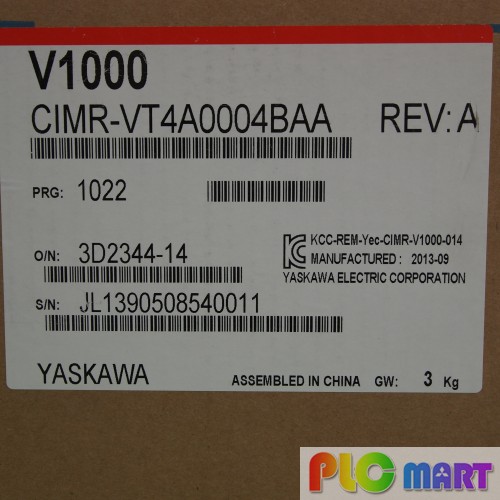 V1000
CIMR-VT4A0004BAA REV: A
PRG: 1022
O/N: 3D2344-14
KCC-REM-Yec-CIMR-V1000-014
MANUFACTURED : 2013-09
YASKAWA ELECTRIC CORPORATION
S/N: JL1390508540011
YASKAWA ASSEMBLED IN CHINA GW: 3 Kg
PLC MART